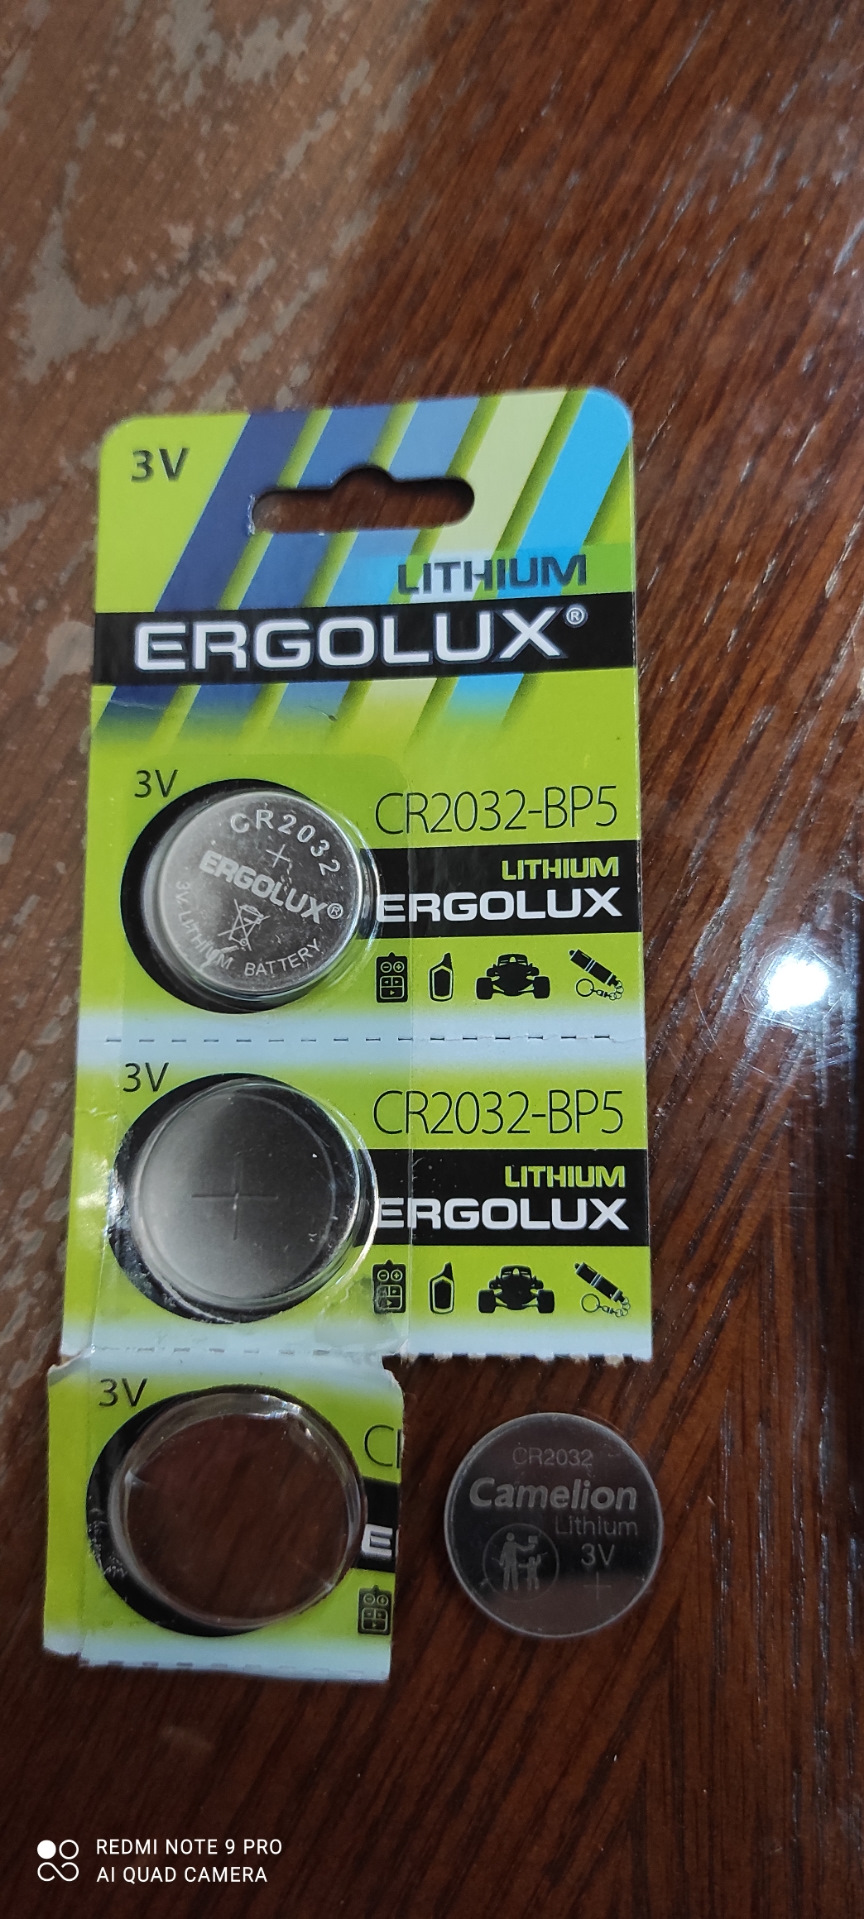 3V
LITHIUM
ERGOLUX®
3V
CR2032-BP5
CR2032
+
ERGOLUX®
3V LITHIUM BATTERY
LITHIUM
ERGOLUX
3V
CR2032-BP5
+
LITHIUM
ERGOLUX
3V
C
E
CR2032
Camelion
Lithium
3V
+
REDMI NOTE 9 PRO
AI QUAD CAMERA